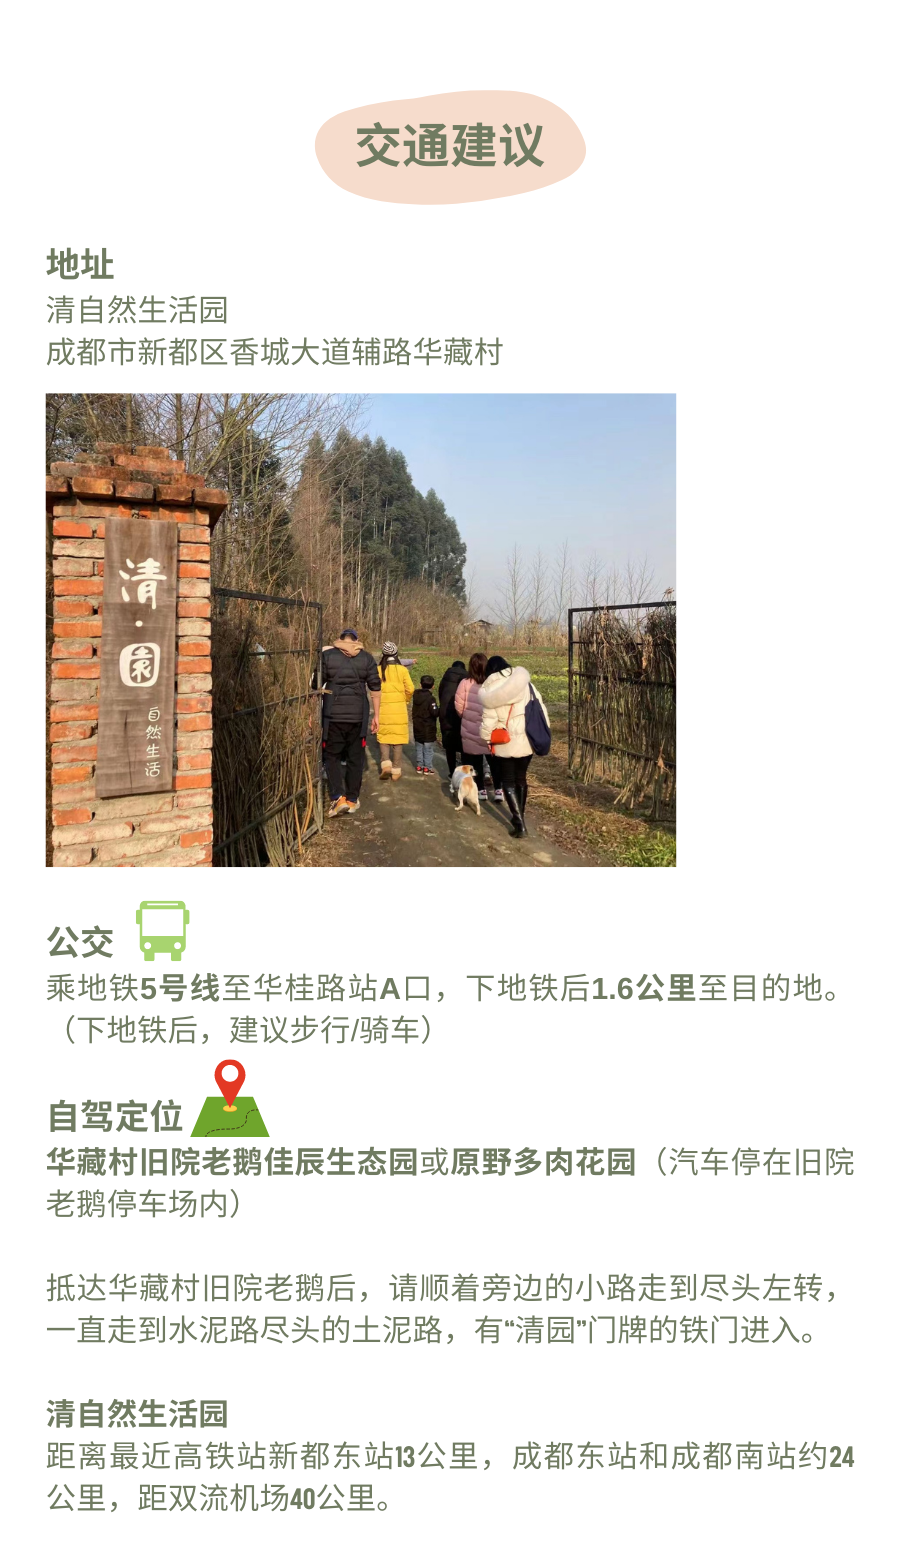 交通建议
地址
清自然生活园
成都市新都区香城大道辅路华藏村
清·園
自然生活
公交
乘地铁5号线至华桂路站A口，下地铁后1.6公里至目的地。
（下地铁后，建议步行/骑车）
自驾定位
华藏村旧院老鹅佳辰生态园或原野多肉花园（汽车停在旧院
老鹅停车场内）
抵达华藏村旧院老鹅后，请顺着旁边的小路走到尽头左转，
一直走到水泥路尽头的土泥路，有“清园”门牌的铁门进入。
清自然生活园
距离最近高铁站新都东站13公里，成都东站和成都南站约24
公里，距双流机场40公里。